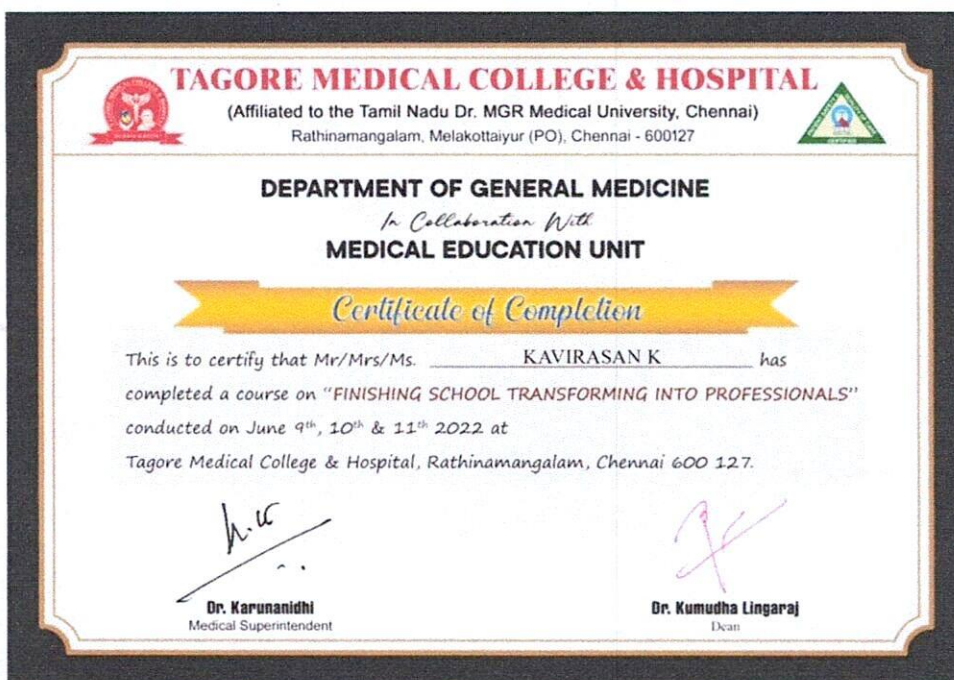 TAGORE MEDICAL COLLEGE & HOSPITAL
(Affiliated to the Tamil Nadu Dr. MGR Medical University, Chennai)
Rathinamangalam, Melakottaiyur (PO), Chennai - 600127
DEPARTMENT OF GENERAL MEDICINE
In Collaboration With
MEDICAL EDUCATION UNIT
Certificate of Completion
This is to certify that Mr/Mrs/Ms. KAVIRASAN K has
completed a course on "FINISHING SCHOOL TRANSFORMING INTO PROFESSIONALS"
conducted on June 9th, 10th & 11th 2022 at
Tagore Medical College & Hospital, Rathinamangalam, Chennai 600 127.
Dr. Karunanidhi
Medical Superintendent
Dr. Kumudha Lingaraj
Dean